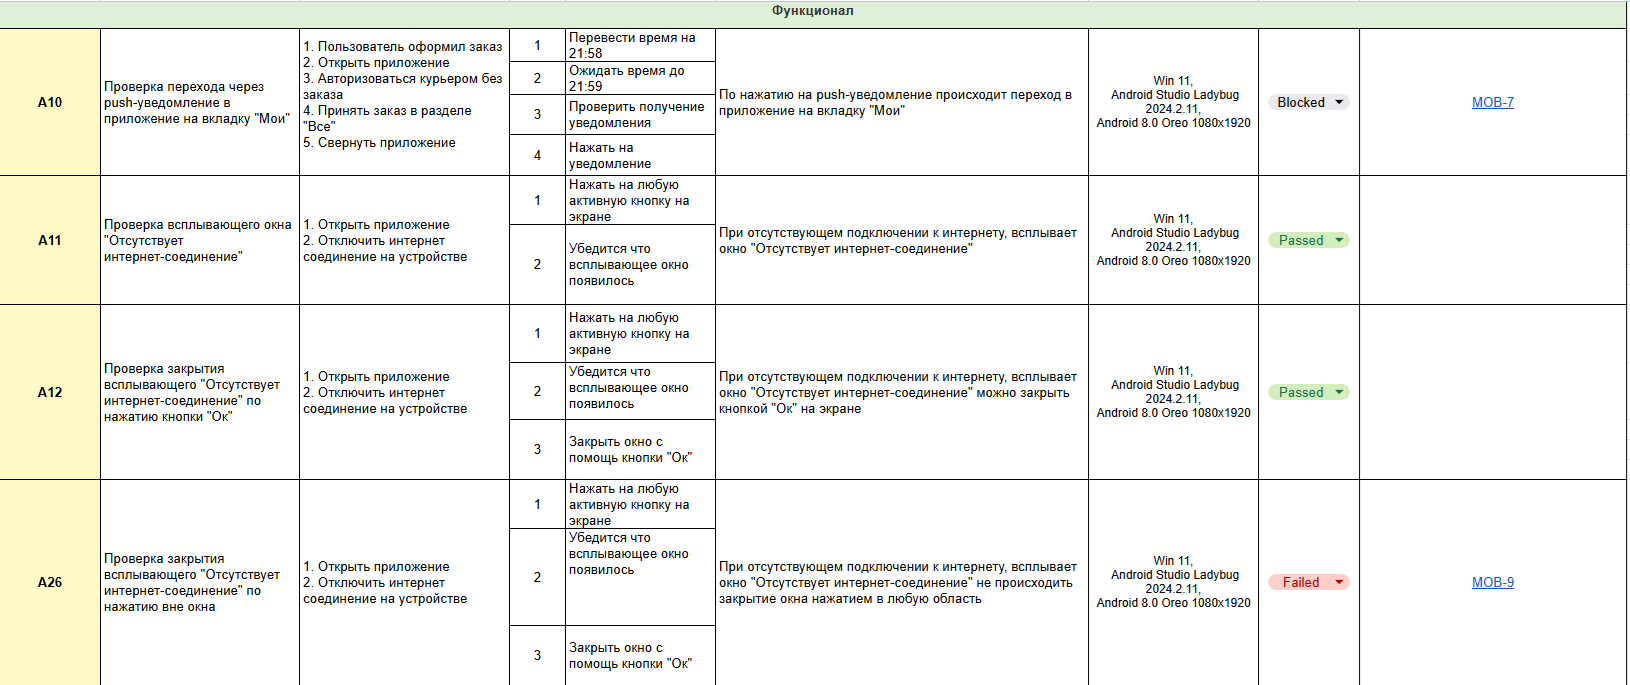 Функционал
A10
Проверка перехода через
push-уведомление в
приложение на вкладку "Мои"
1. Пользователь оформил заказ
2. Открыть приложение
3. Авторизоваться курьером без
заказа
4. Принять заказ в разделе
"Все"
5. Свернуть приложение
1
Перевести время на
21:58
2
Ожидать время до
21:59
3
Проверить получение
уведомления
4
Нажать на
уведомление
По нажатию на push-уведомление происходит переход в
приложение на вкладку "Мои"
Win 11,
Android Studio Ladybug
2024.2.11,
Android 8.0 Oreo 1080x1920
Blocked
MOB-7
A11
Проверка всплывающего окна
"Отсутствует
интернет-соединение"
1. Открыть приложение
2. Отключить интернет
соединение на устройстве
1
Нажать на любую
активную кнопку на
экране
2
Убедится что
всплывающее окно
появилось
При отсутствующем подключении к интернету, всплывает
окно "Отсутствует интернет-соединение"
Win 11,
Android Studio Ladybug
2024.2.11,
Android 8.0 Oreo 1080x1920
Passed
A12
Проверка закрытия
всплывающего "Отсутствует
интернет-соединение" по
нажатию кнопки "Ок"
1. Открыть приложение
2. Отключить интернет
соединение на устройстве
1
Нажать на любую
активную кнопку на
экране
2
Убедится что
всплывающее окно
появилось
3
Закрыть окно с
помощь кнопки "Ок"
При отсутствующем подключении к интернету, всплывает
окно "Отсутствует интернет-соединение" можно закрыть
кнопкой "Ок" на экране
Win 11,
Android Studio Ladybug
2024.2.11,
Android 8.0 Oreo 1080x1920
Passed
A26
Проверка закрытия
всплывающего "Отсутствует
интернет-соединение" по
нажатию вне окна
1. Открыть приложение
2. Отключить интернет
соединение на устройстве
1
Нажать на любую
активную кнопку на
экране
2
Убедится что
всплывающее окно
появилось
3
Закрыть окно с
помощь кнопки "Ок"
При отсутствующем подключении к интернету, всплывает
окно "Отсутствует интернет-соединение" не происходить
закрытие окна нажатием в любую область
Win 11,
Android Studio Ladybug
2024.2.11,
Android 8.0 Oreo 1080x1920
Failed
MOB-9